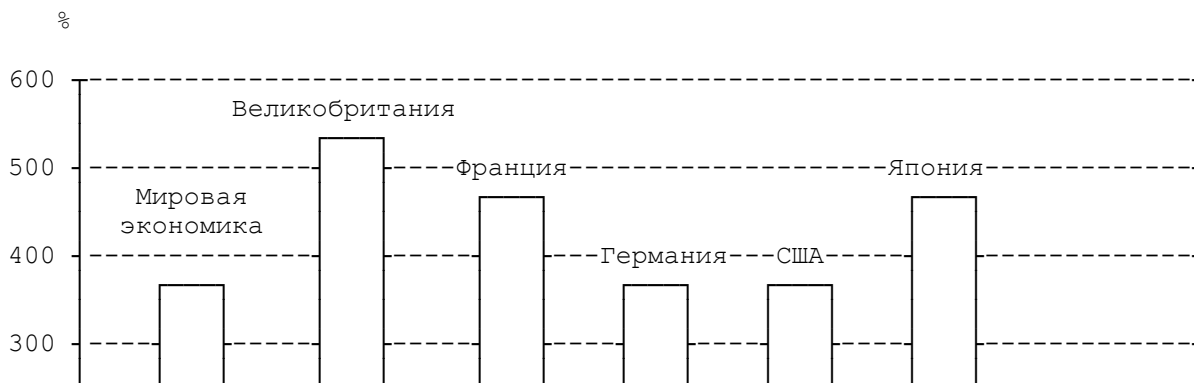 %
600
Великобритания
500
Франция
Япония
Мировая
экономика
400
Германия
США
300